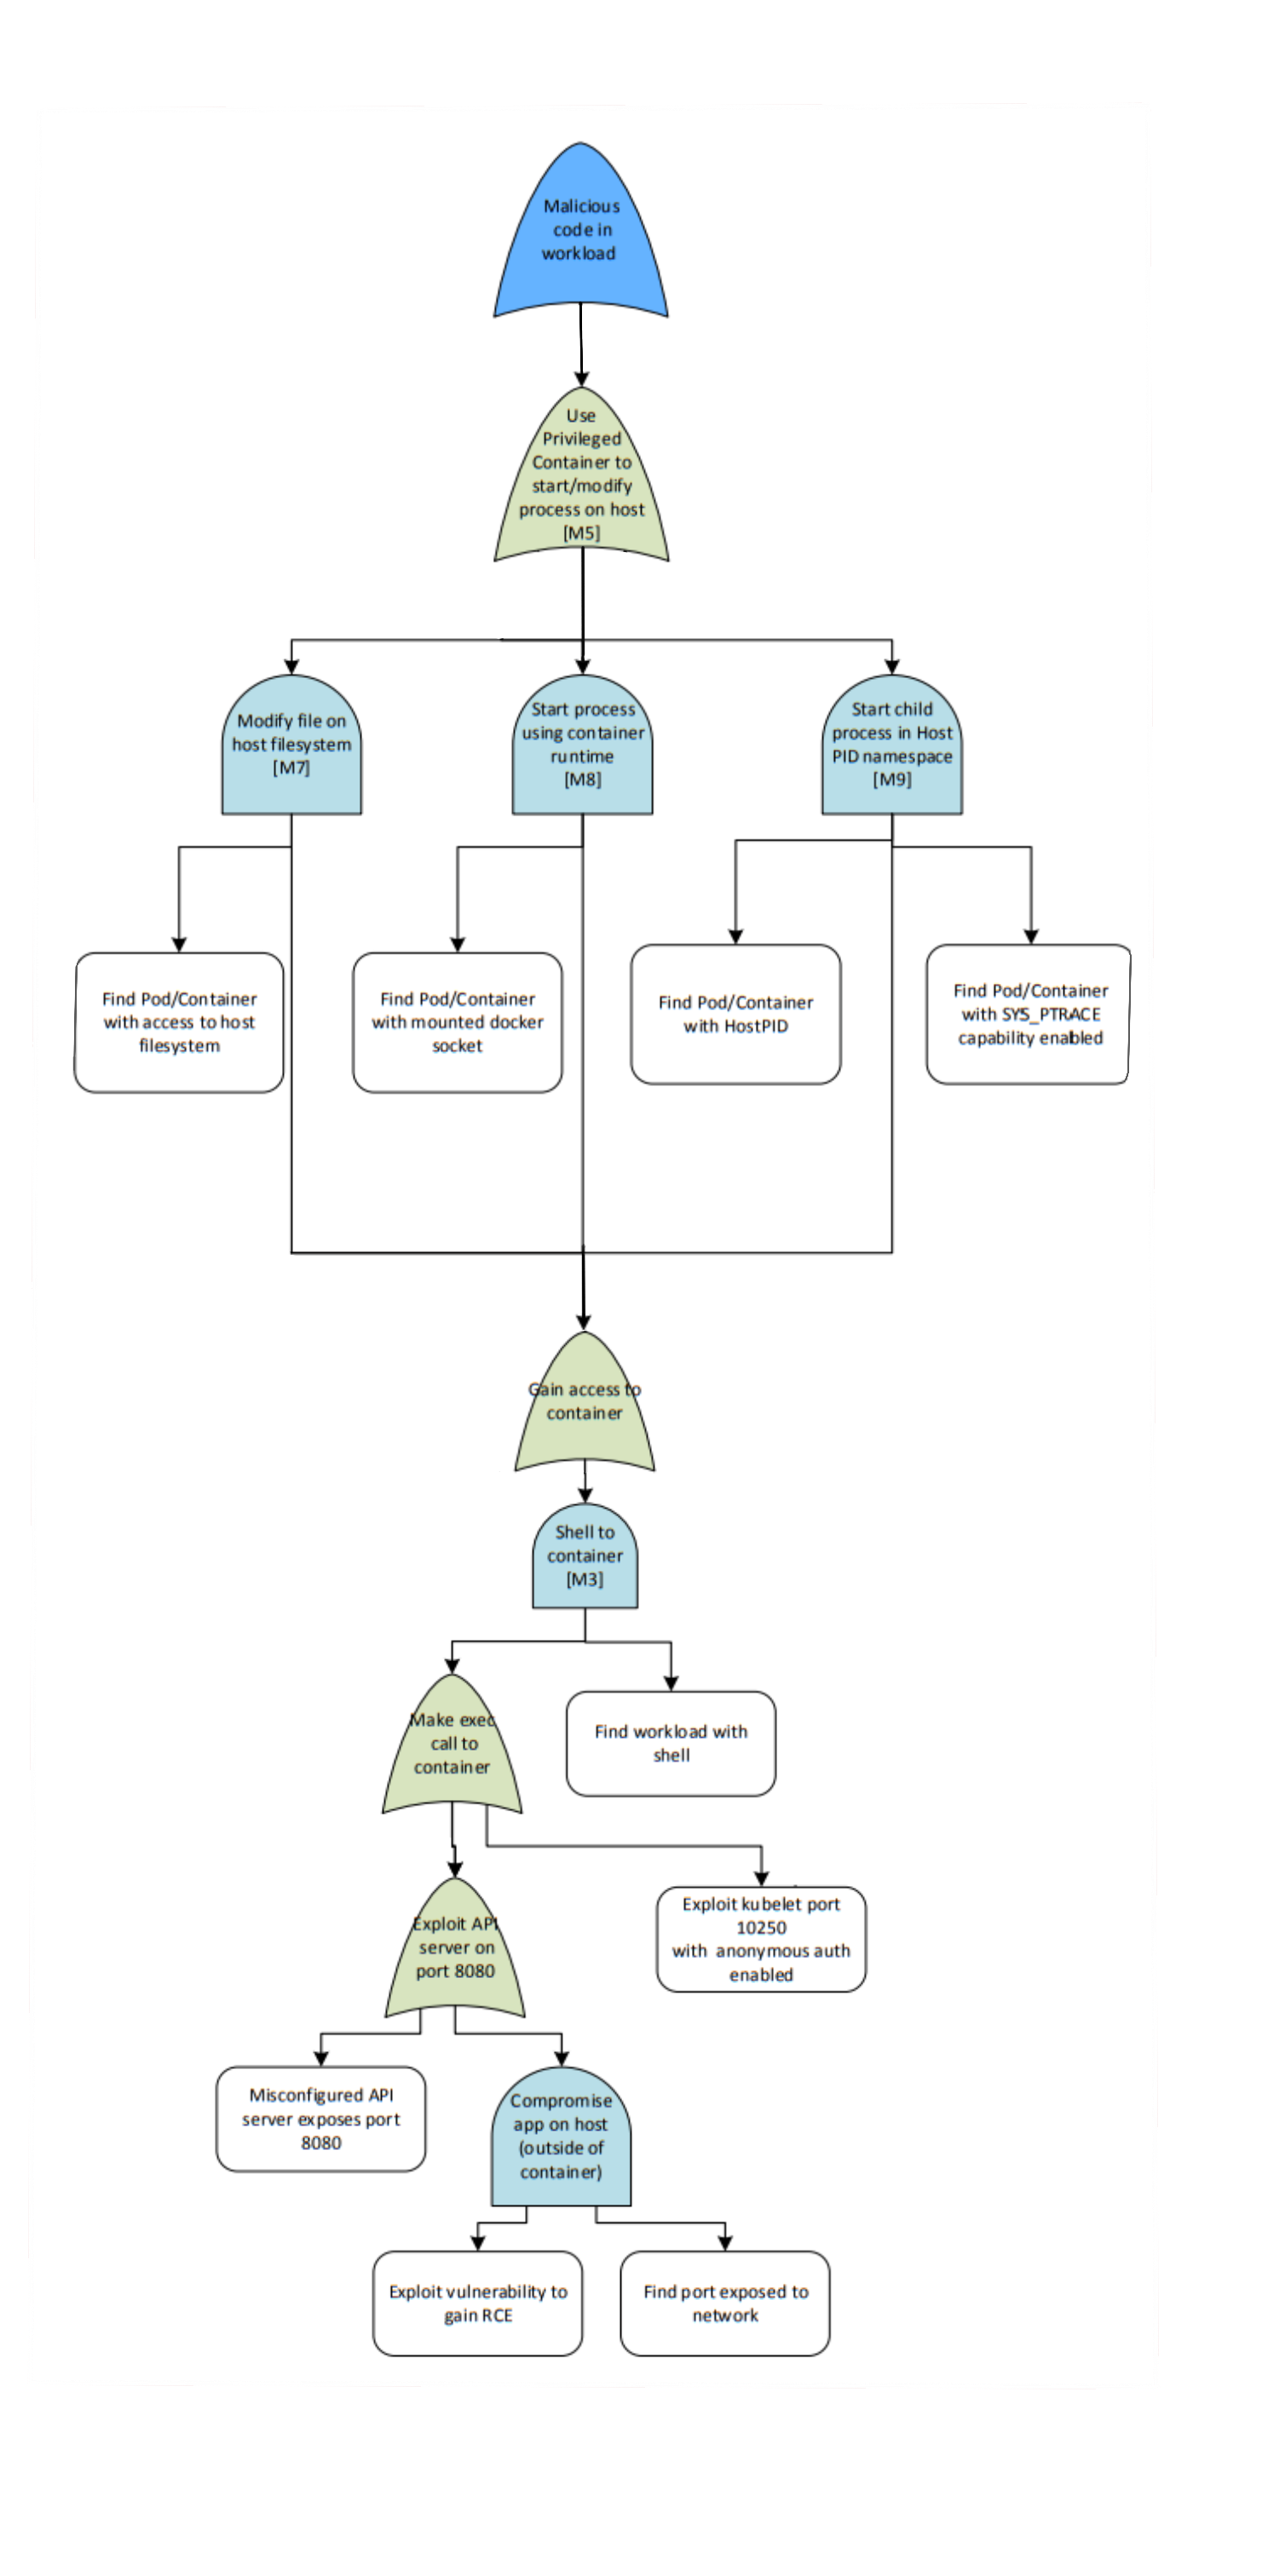 Malicious
code in
workload
Use
Privileged
Container to
start/modify
process on host
[M5]
Modify file on
host filesystem
[M7]
Start process
using container
runtime
[M8]
Start child
process in Host
PID namespace
[M9]
Find Pod/Container
with access to host
filesystem
Find Pod/Container
with mounted docker
socket
Find Pod/Container
with HostPID
Find Pod/Container
with SYS_PTRACE
capability enabled
Gain access to
container
Shell to
container
[M3]
Make exec
call to
container
Find workload with
shell
Exploit API
server on
port 8080
Exploit kubelet port
10250
with anonymous auth
enabled
Misconfigured API
server exposes port
8080
Compromise
app on host
(outside of
container)
Exploit vulnerability to
gain RCE
Find port exposed to
network